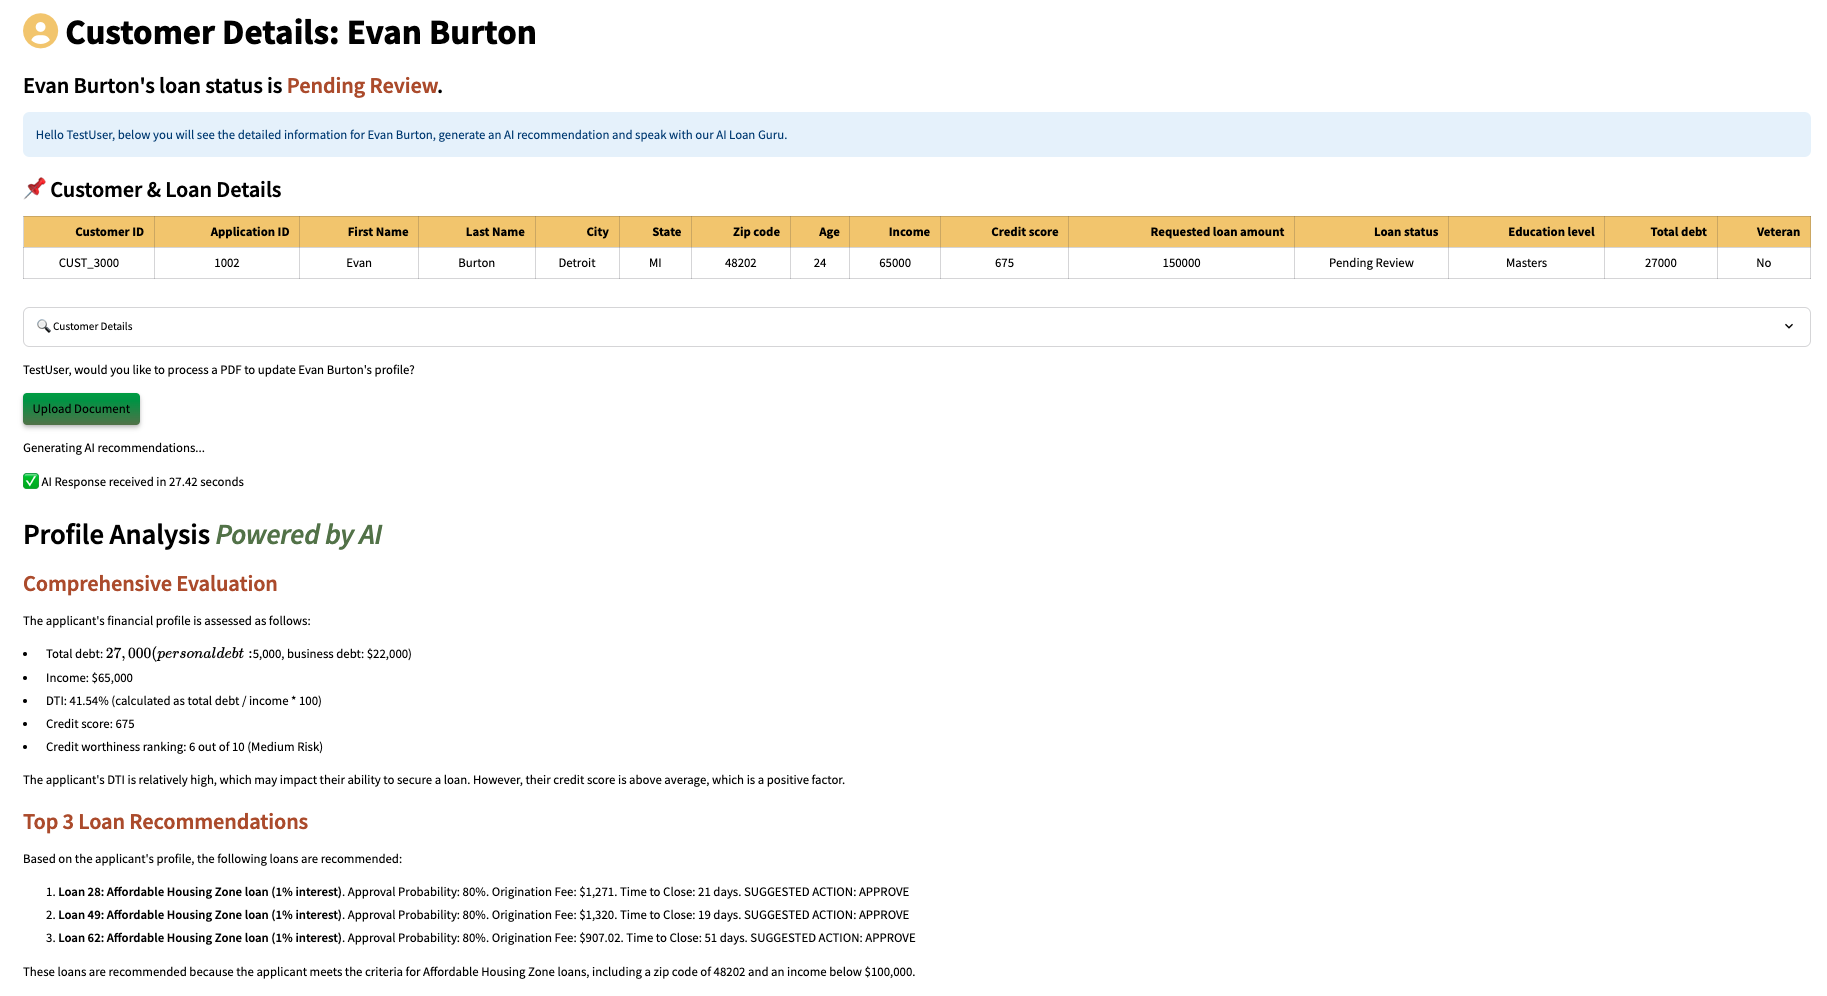 Customer Details: Evan Burton
Evan Burton's loan status is Pending Review.
Hello TestUser, below you will see the detailed information for Evan Burton, generate an AI recommendation and speak with our AI Loan Guru.
📌 Customer & Loan Details
Customer ID Application ID First Name Last Name City State Zip code Age Income Credit score Requested loan amount Loan status Education level Total debt Veteran
CUST_3000 1002 Evan Burton Detroit MI 48202 24 65000 675 150000 Pending Review Masters 27000 No
🔍 Customer Details
TestUser, would you like to process a PDF to update Evan Burton's profile?
Upload Document
Generating AI recommendations...
✅ AI Response received in 27.42 seconds
Profile Analysis Powered by AI
Comprehensive Evaluation
The applicant's financial profile is assessed as follows:
• Total debt: 27,000(personaldebt:5,000, business debt: $22,000)
• Income: $65,000
• DTI: 41.54% (calculated as total debt / income * 100)
• Credit score: 675
• Credit worthiness ranking: 6 out of 10 (Medium Risk)
The applicant's DTI is relatively high, which may impact their ability to secure a loan. However, their credit score is above average, which is a positive factor.
Top 3 Loan Recommendations
Based on the applicant's profile, the following loans are recommended:
1. Loan 28: Affordable Housing Zone loan (1% interest). Approval Probability: 80%. Origination Fee: $1,271. Time to Close: 21 days. SUGGESTED ACTION: APPROVE
2. Loan 49: Affordable Housing Zone loan (1% interest). Approval Probability: 80%. Origination Fee: $1,320. Time to Close: 19 days. SUGGESTED ACTION: APPROVE
3. Loan 62: Affordable Housing Zone loan (1% interest). Approval Probability: 80%. Origination Fee: $907.02. Time to Close: 51 days. SUGGESTED ACTION: APPROVE
These loans are recommended because the applicant meets the criteria for Affordable Housing Zone loans, including a zip code of 48202 and an income below $100,000.